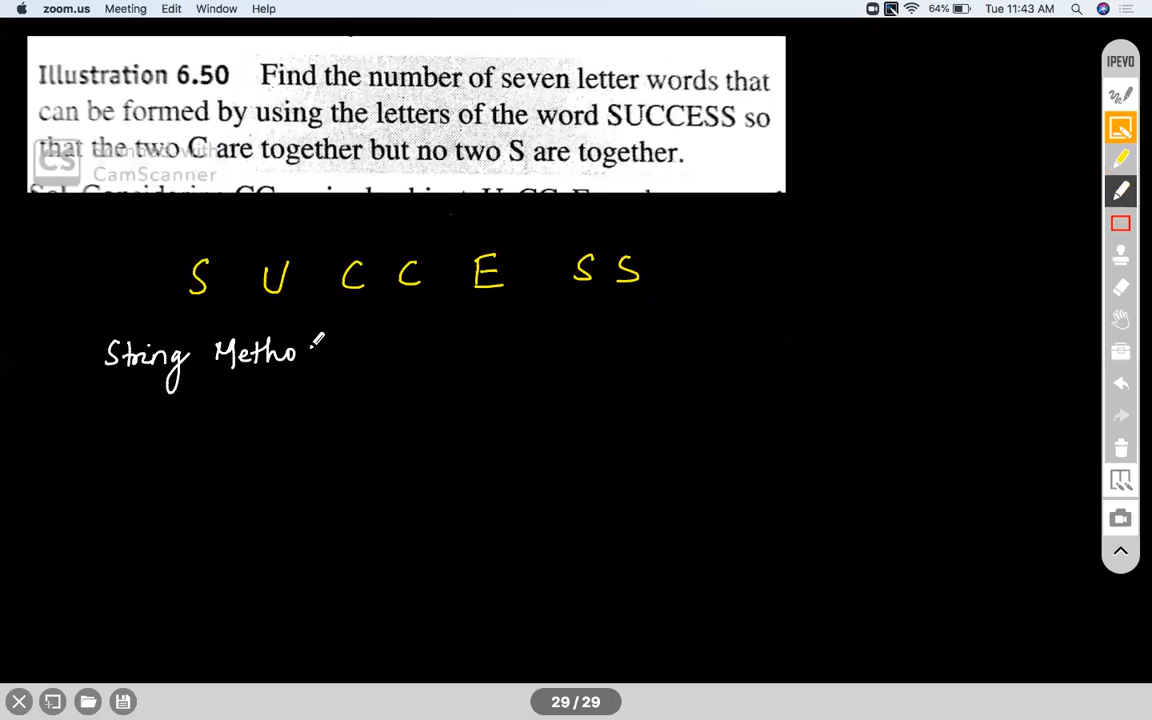 zoom.us Meeting Edit Window Help 64% Tue 11:43 AM
IPEVO
Illustration 6.50 Find the number of seven letter words that
can be formed by using the letters of the word SUCCESS so
that the two C are together but no two S are together.
CS
CamScanner
S U C C E S S
String Metho
29 / 29